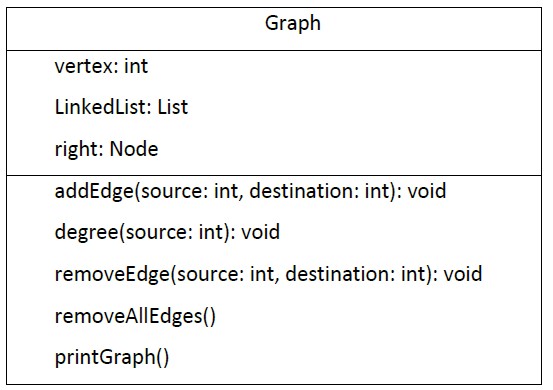 Graph
vertex: int
LinkedList: List
right: Node
addEdge(source: int, destination: int): void
degree(source: int): void
removeEdge(source: int, destination: int): void
removeAllEdges()
printGraph()